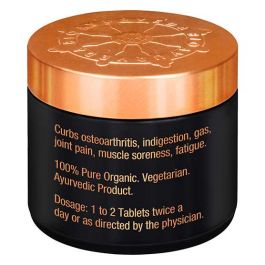 Curbs osteoarthritis, indigestion, gas,
joint pain, muscle soreness, fatigue.
100% Pure Organic. Vegetarian.
Ayurvedic Product.
Dosage: 1 to 2 Tablets twice a
day or as directed by the physician.